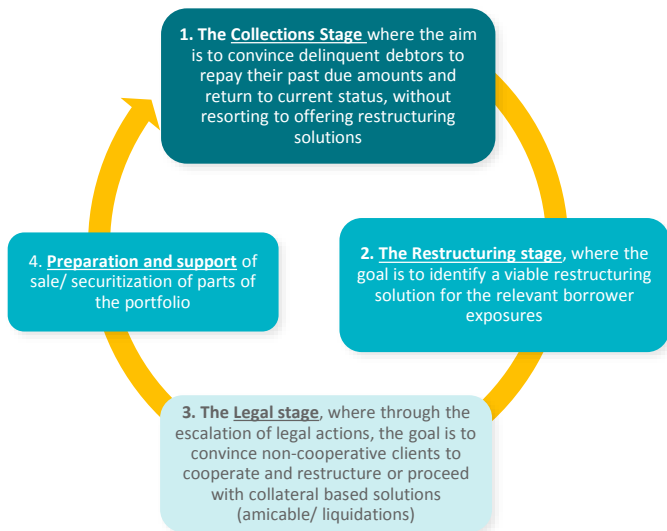 1. The Collections Stage where the aim
is to convince delinquent debtors to
repay their past due amounts and
return to current status, without
resorting to offering restructuring
solutions
2. The Restructuring stage, where the
goal is to identify a viable restructuring
solution for the relevant borrower
exposures
3. The Legal stage, where through the
escalation of legal actions, the goal is to
convince non-cooperative clients to
cooperate and restructure or proceed
with collateral based solutions
(amicable/ liquidations)
4. Preparation and support of
sale/ securitization of parts of
the portfolio